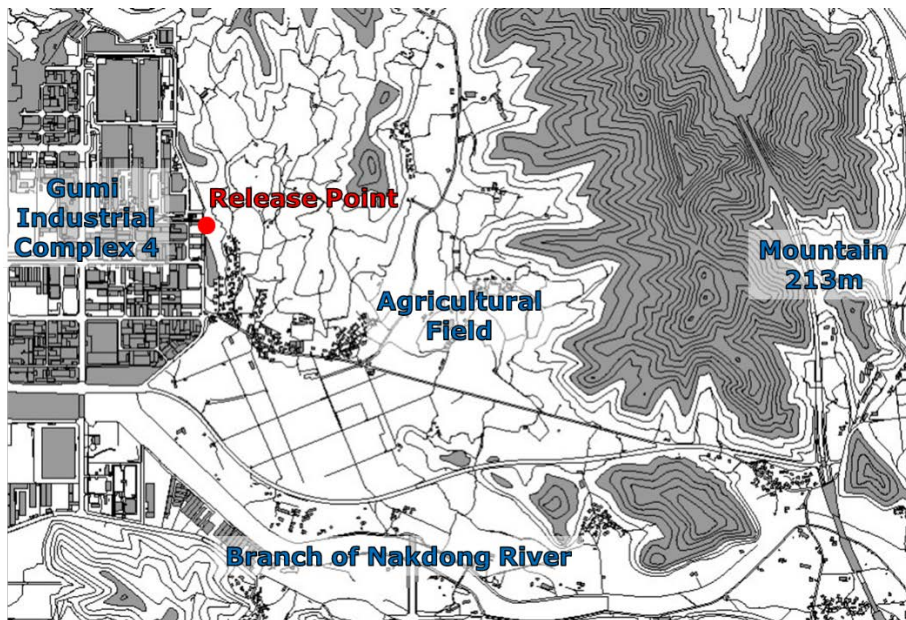 Gumi
Industrial
Complex 4
Release Point
Agricultural
Field
Mountain
213m
Branch of Nakdong River